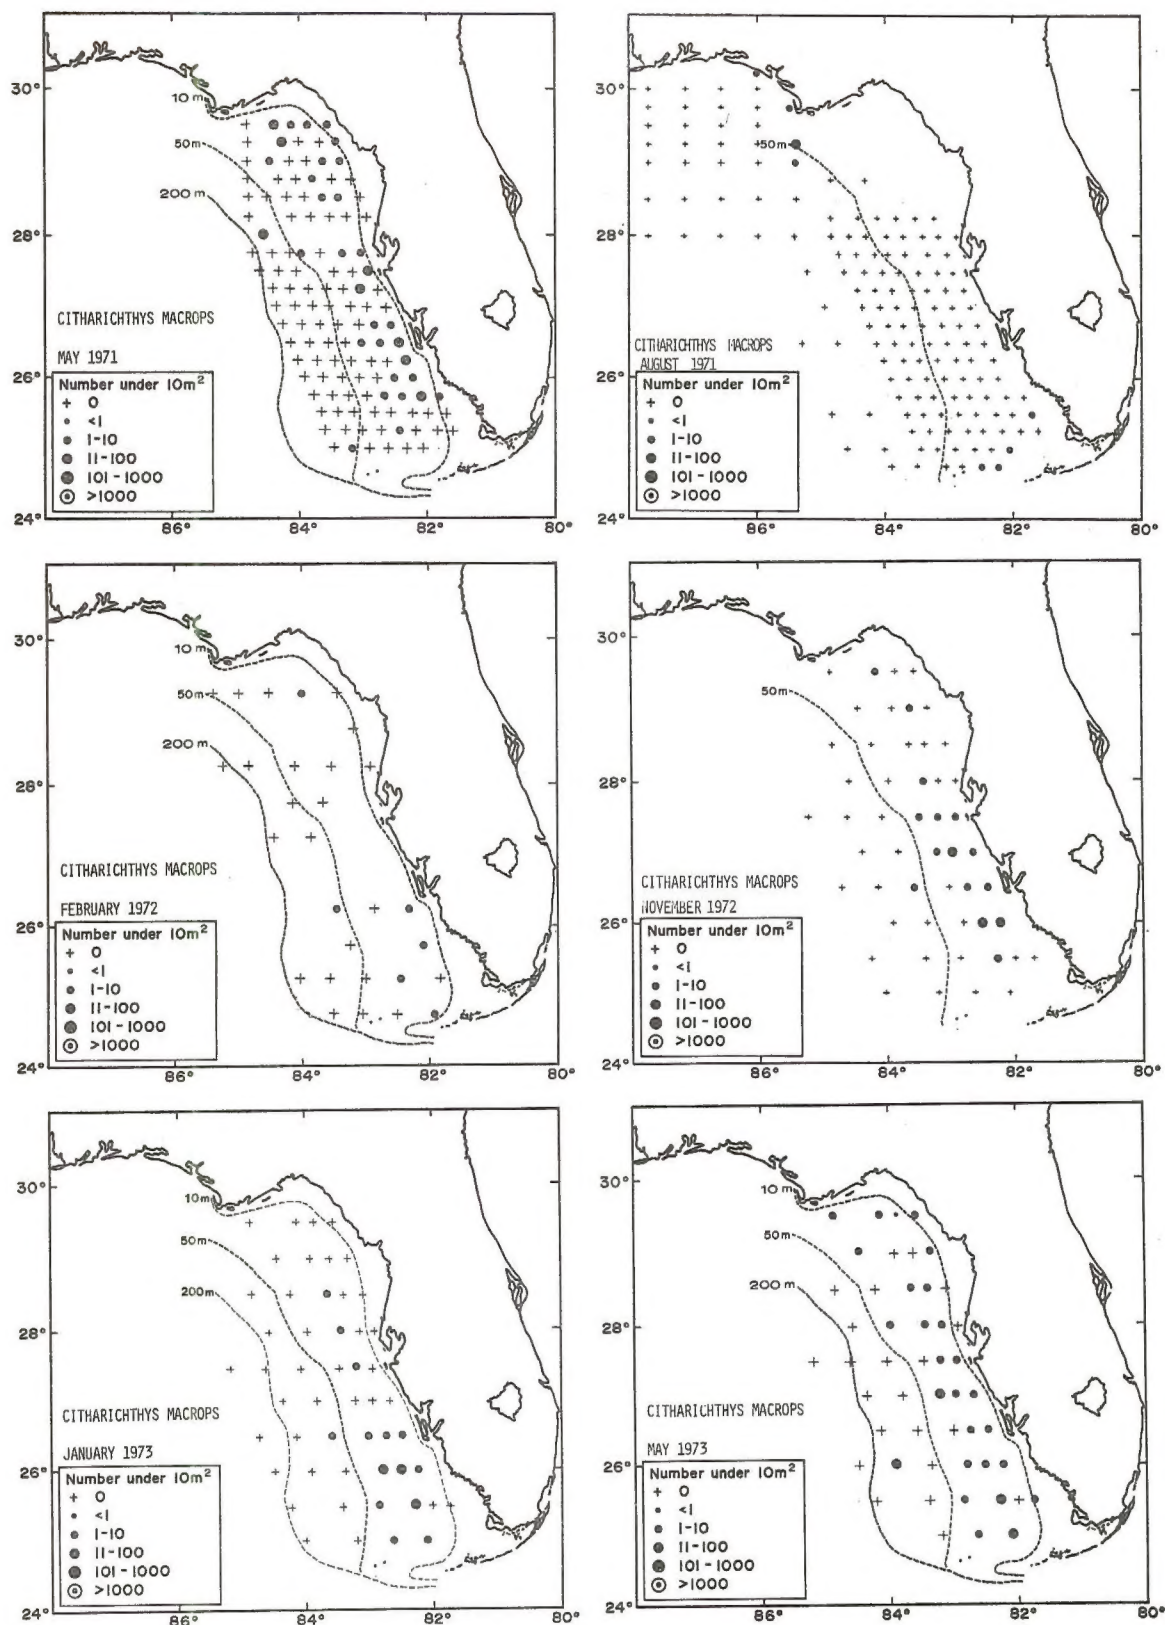 30°
28°
26°
24°
86°
84°
82°
80°
10 m
50 m
200 m
CITHARICHTHYS MACROPS
MAY 1971
Number under 10m²
+ 0
<1
1-10
11-100
101-1000
>1000
30°
28°
26°
24°
86°
84°
82°
80°
50m
CITHARICHTHYS MACROPS
AUGUST 1971
Number under 10m²
+ 0
<1
1-10
11-100
101-1000
>1000
30°
28°
26°
24°
86°
84°
82°
80°
10 m
50 m
200 m
CITHARICHTHYS MACROPS
FEBRUARY 1972
Number under 10m²
+ 0
<1
1-10
11-100
101-1000
>1000
30°
28°
26°
24°
86°
84°
82°
80°
50m
CITHARICHTHYS MACROPS
NOVEMBER 1972
Number under 10m²
+ 0
<1
1-10
11-100
101-1000
>1000
30°
28°
26°
24°
86°
84°
82°
80°
10m
50m
200m
CITHARICHTHYS MACROPS
JANUARY 1973
Number under 10m²
+ 0
<1
1-10
11-100
101-1000
>1000
30°
28°
26°
24°
86°
84°
82°
80°
10 m
50m
200 m
CITHARICHTHYS MACROPS
MAY 1973
Number under 10m²
+ 0
<1
1-10
11-100
101-1000
>1000